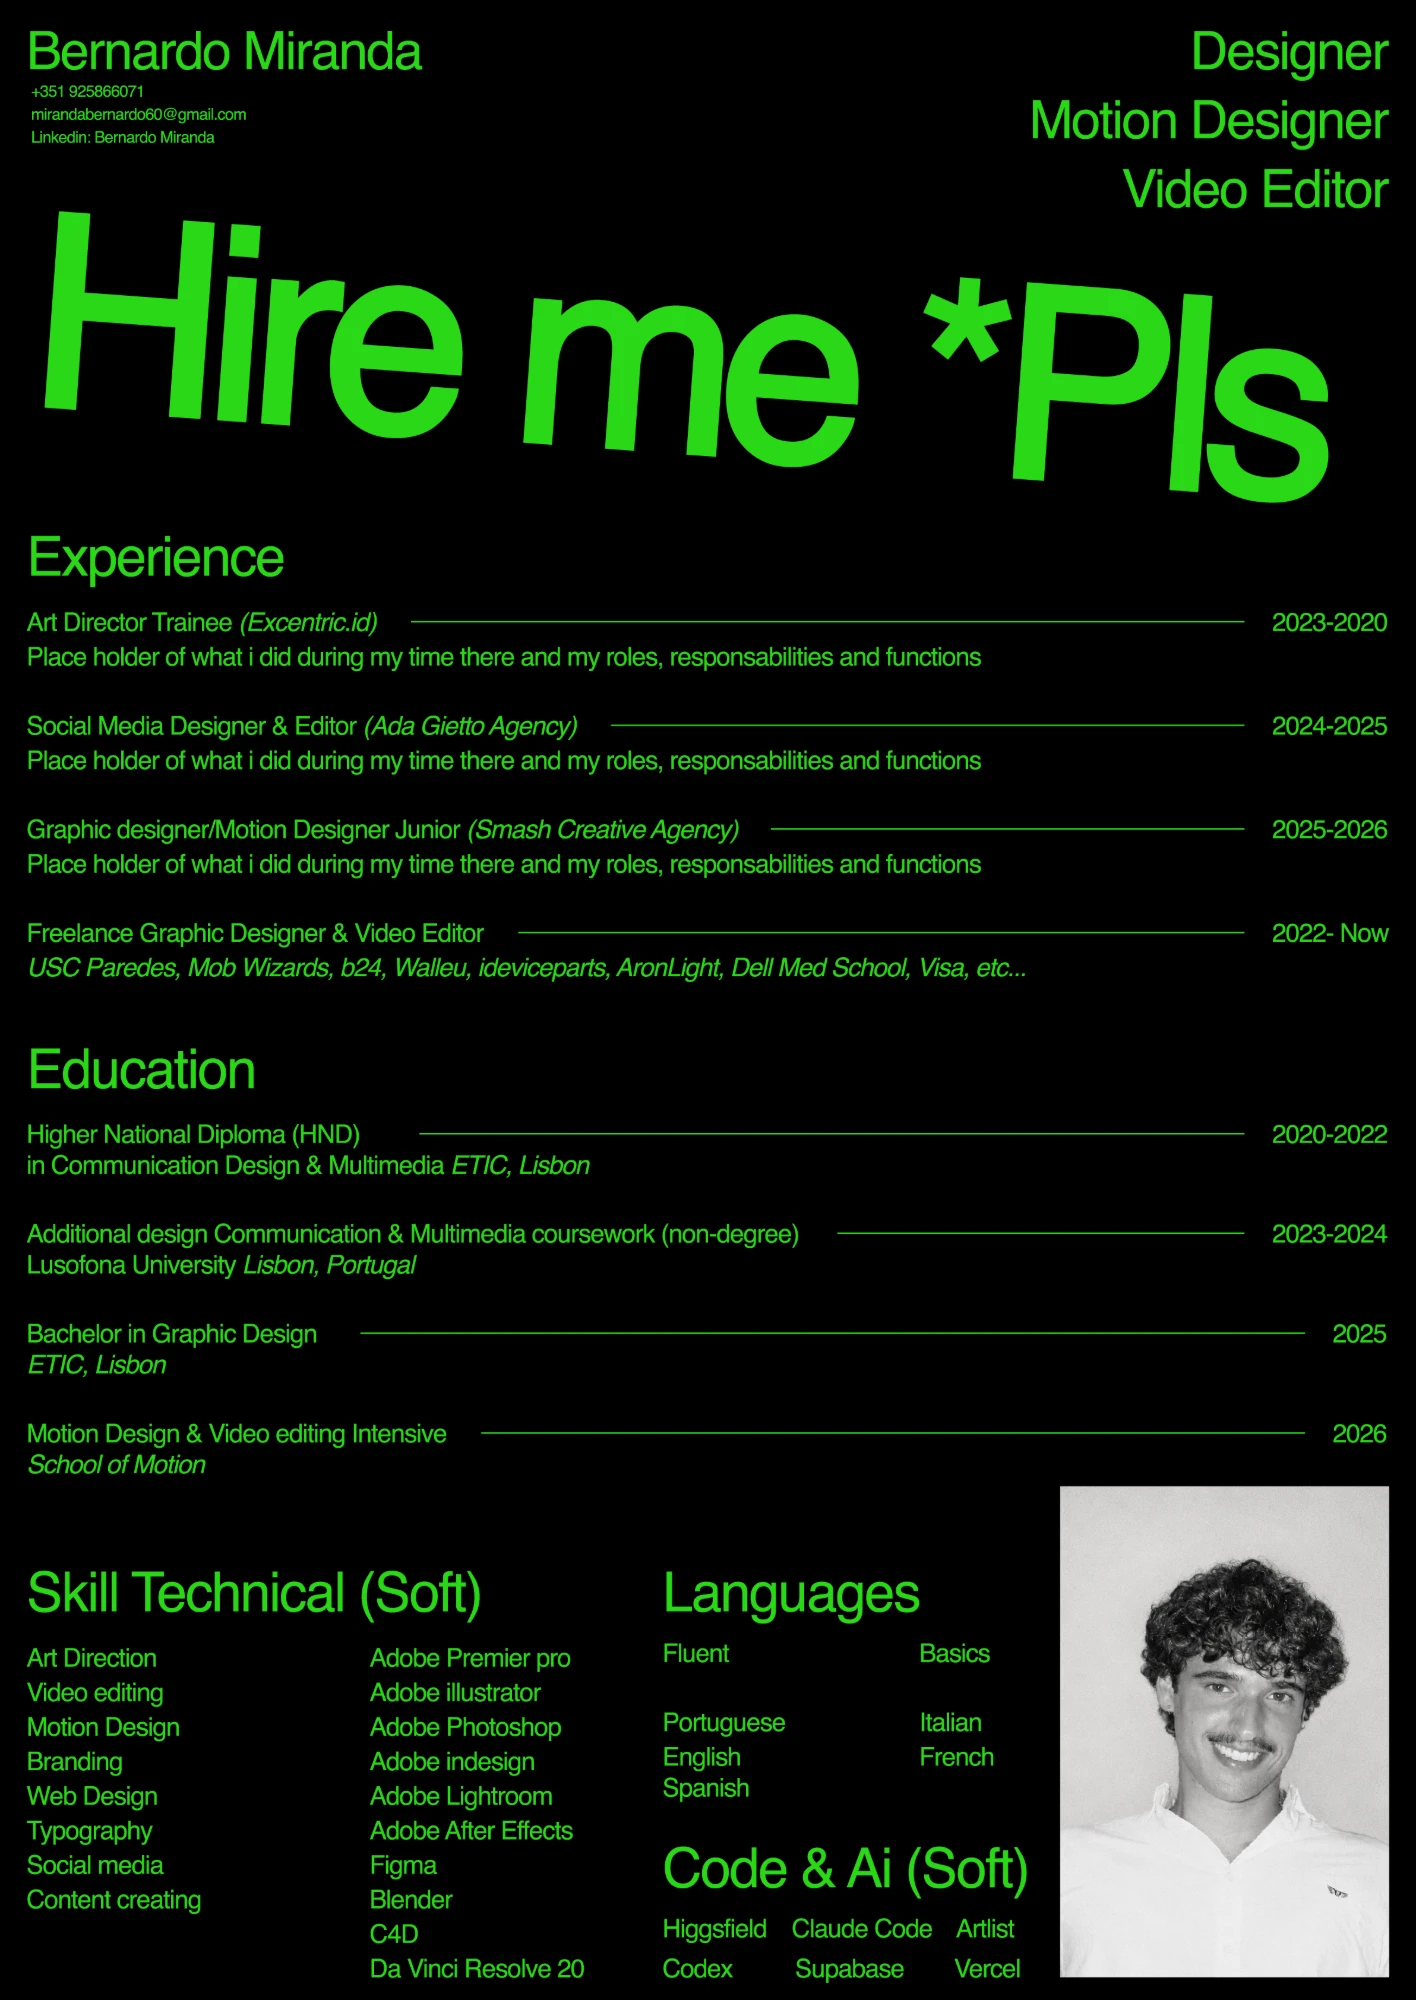 Bernardo Miranda
+351 925866071
mirandabernardo60@gmail.com
Linkedin: Bernardo Miranda
Designer
Motion Designer
Video Editor
Hire me *Pls
Experience
Art Director Trainee (Excentric.id) 2023-2020
Place holder of what i did during my time there and my roles, responsabilities and functions
Social Media Designer & Editor (Ada Gietto Agency) 2024-2025
Place holder of what i did during my time there and my roles, responsabilities and functions
Graphic designer/Motion Designer Junior (Smash Creative Agency) 2025-2026
Place holder of what i did during my time there and my roles, responsabilities and functions
Freelance Graphic Designer & Video Editor 2022- Now
USC Paredes, Mob Wizards, b24, Walleu, ideviceparts, AronLight, Dell Med School, Visa, etc...
Education
Higher National Diploma (HND) 2020-2022
in Communication Design & Multimedia ETIC, Lisbon
Additional design Communication & Multimedia coursework (non-degree) 2023-2024
Lusofona University Lisbon, Portugal
Bachelor in Graphic Design 2025
ETIC, Lisbon
Motion Design & Video editing Intensive 2026
School of Motion
Skill Technical (Soft)
Art Direction
Video editing
Motion Design
Branding
Web Design
Typography
Social media
Content creating
Adobe Premier pro
Adobe illustrator
Adobe Photoshop
Adobe indesign
Adobe Lightroom
Adobe After Effects
Figma
Blender
C4D
Da Vinci Resolve 20
Languages
Fluent
Portuguese
English
Spanish
Basics
Italian
French
Code & Ai (Soft)
Higgsfield Claude Code Artlist
Codex Supabase Vercel